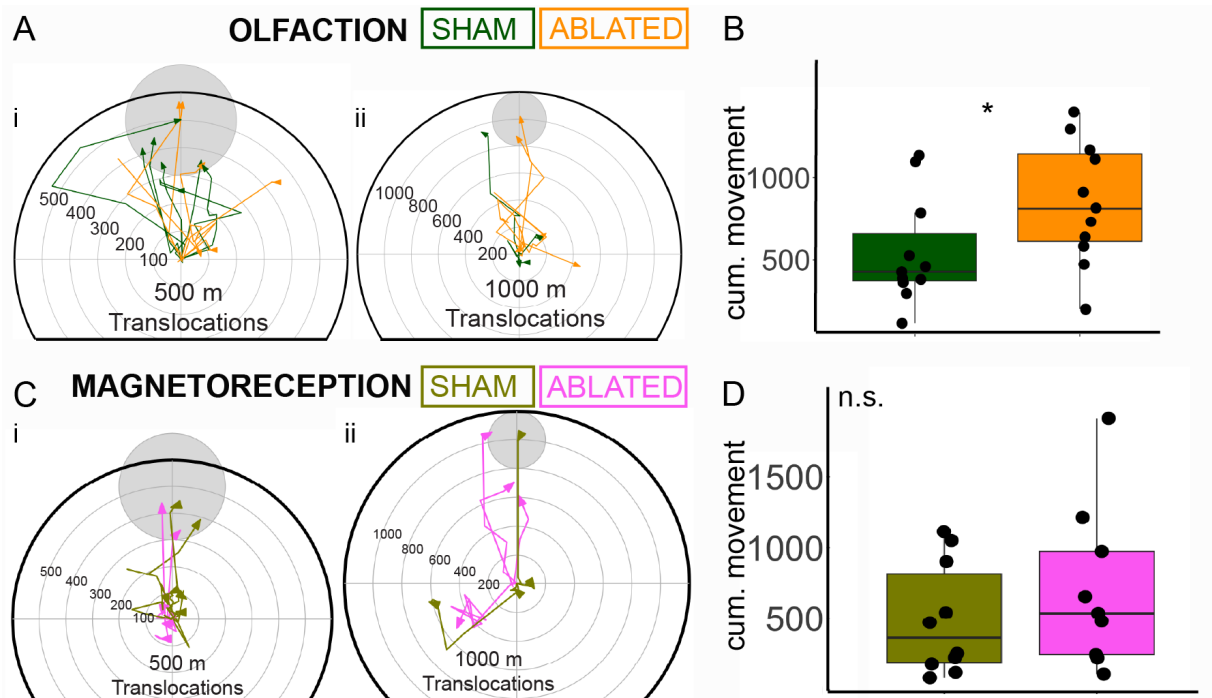 A
OLFACTION SHAM ABLATED
i
500
400
300
200
100
500 m
Translocations
ii
1000
800
600
400
200
1000 m
Translocations
B
*
cum. movement
1000
500
C
MAGNETORECEPTION SHAM ABLATED
i
500
400
300
200
100
500 m
Translocations
ii
1000
800
600
400
200
1000 m
Translocations
D
n.s.
cum. movement
1500
1000
500